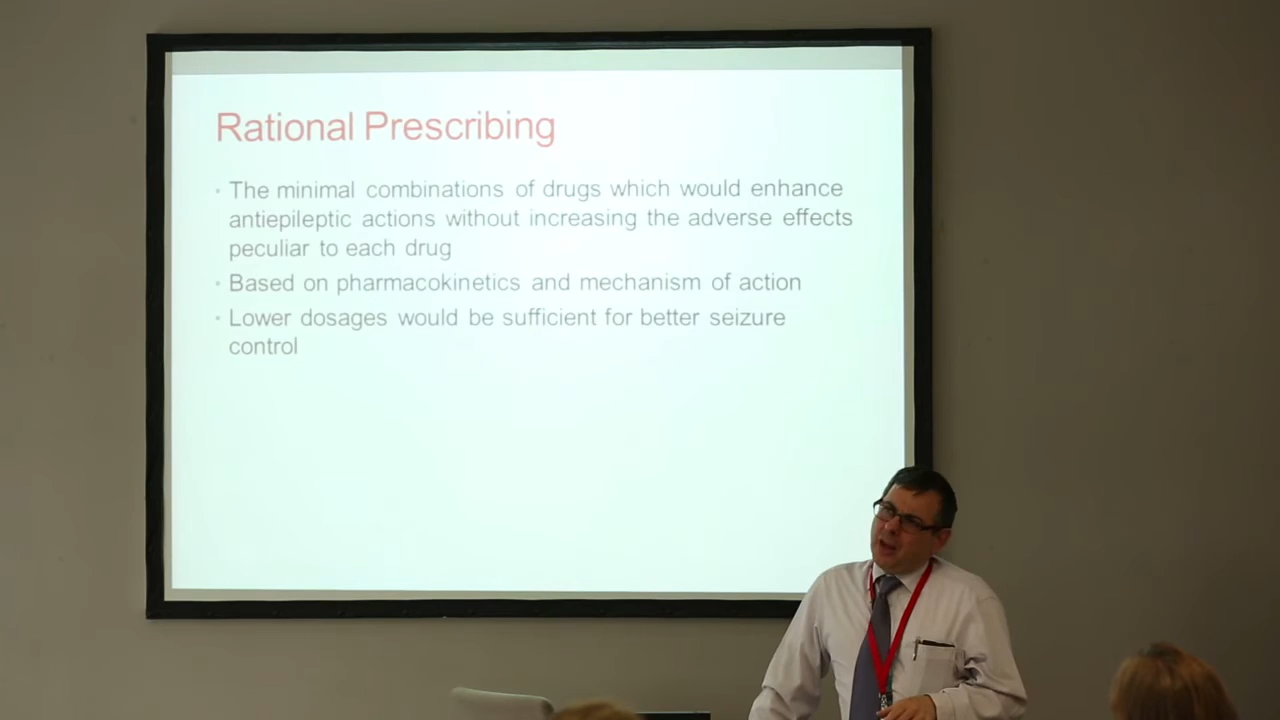 Rational Prescribing
• The minimal combinations of drugs which would enhance
antiepileptic actions without increasing the adverse effects
peculiar to each drug
• Based on pharmacokinetics and mechanism of action
• Lower dosages would be sufficient for better seizure
control